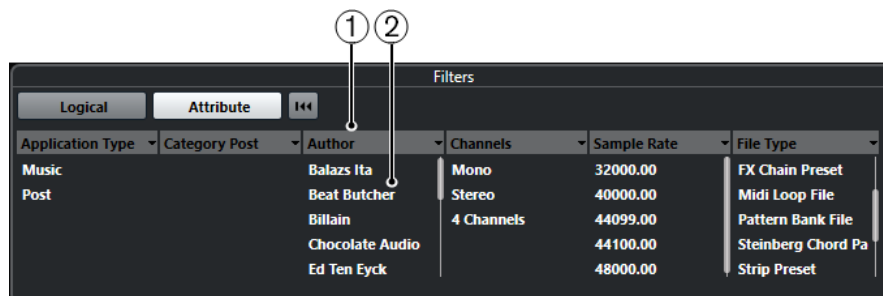 1 2
Filters
Logical Attribute
Application Type Category Post Author Channels Sample Rate File Type
Music Balazs Ita Mono 32000.00 FX Chain Preset
Post Beat Butcher Stereo 40000.00 Midi Loop File
Billain 4 Channels 44099.00 Pattern Bank File
Chocolate Audio 44100.00 Steinberg Chord Pa
Ed Ten Eyck 48000.00 Strip Preset